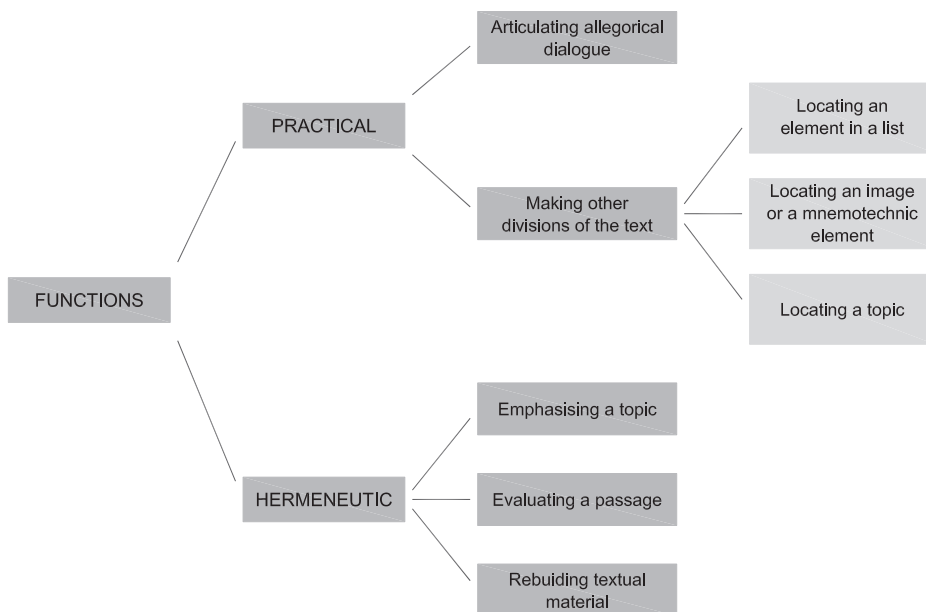 Articulating allegorical
dialogue
PRACTICAL
Locating an
element in a list
Making other
divisions of the text
Locating an image
or a mnemotechnic
element
Locating a topic
FUNCTIONS
Emphasising a topic
HERMENEUTIC
Evaluating a passage
Rebuiding textual
material